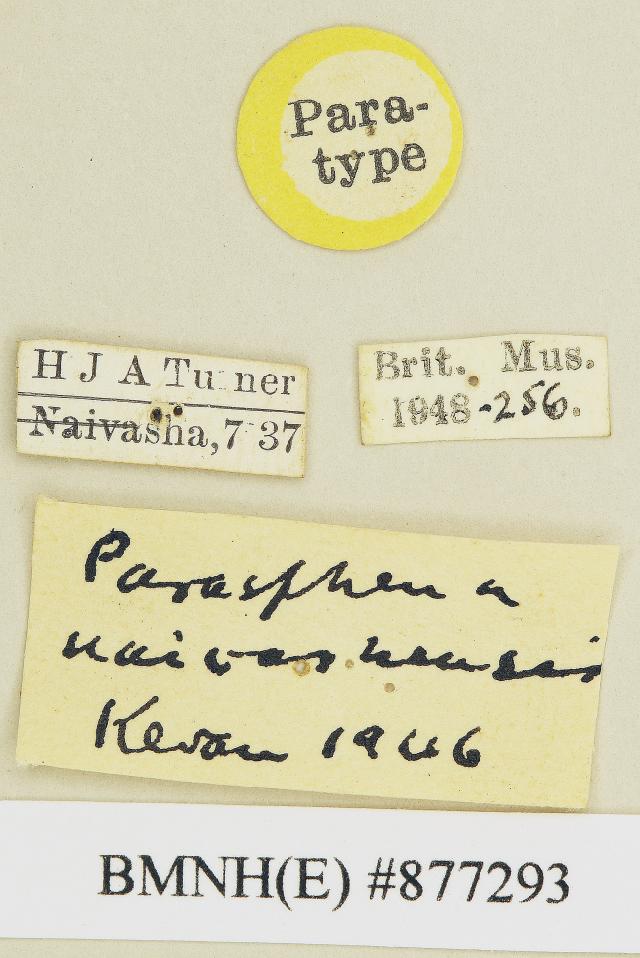 Para-
type
H J A Turner
Naivasha, 7 37
Brit. Mus.
1948-256.
Parasphena
naivashensis
Kevan 1946
BMNH(E) #877293